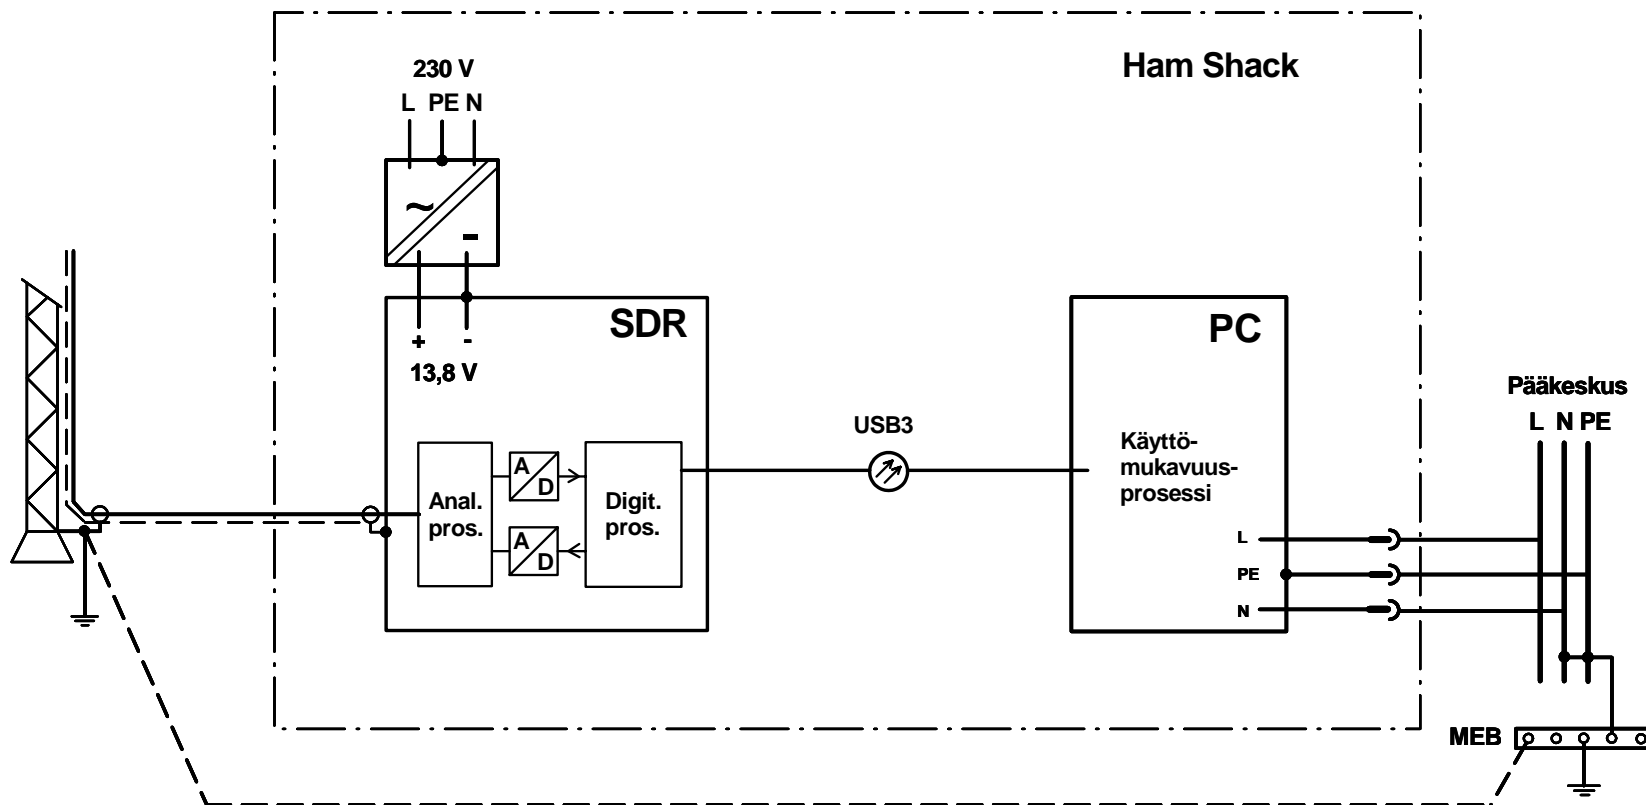 Ham Shack
230 V
L PE N
~
-
SDR
+ -
13,8 V
PC
Pääkeskus
L N PE
USB3
Käyttö-
mukavuus-
prosessi
A
D
Anal.
pros.
Digit.
pros.
A
D
L
PE
N
MEB